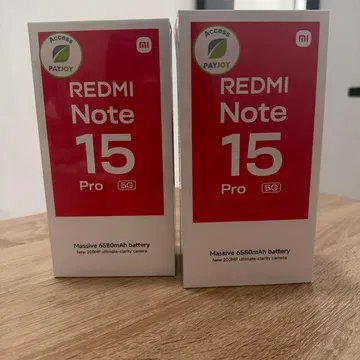 Access
PAYJOY
mi
REDMI
Note
15
Pro 5G
Massive 6580mAh battery
New 200MP ultimate-clarity camera
Access
PAYJOY
mi
REDMI
Note
15
Pro 5G
Massive 6580mAh battery
New 200MP ultimate-clarity camera